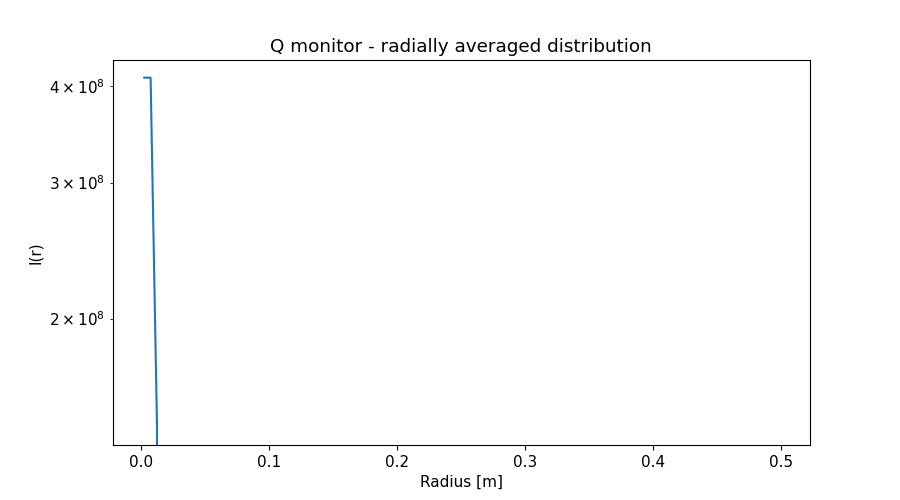 Q monitor - radially averaged distribution
4 × 10⁸
3 × 10⁸
2 × 10⁸
I(r)
0.0 0.1 0.2 0.3 0.4 0.5
Radius [m]